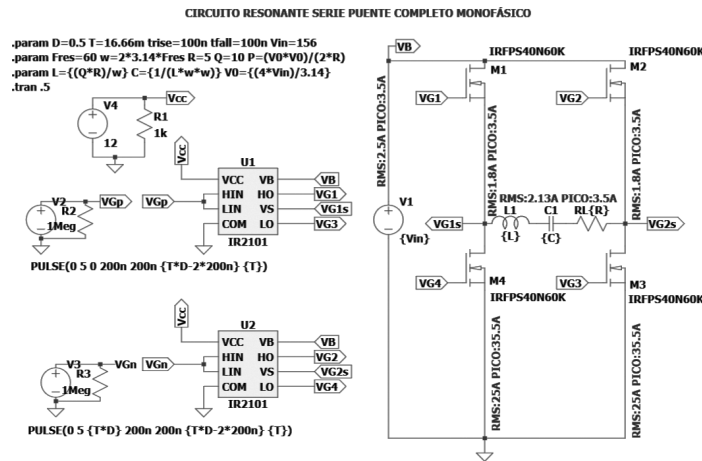 CIRCUITO RESONANTE SERIE PUENTE COMPLETO MONOFÁSICO
.param D=0.5 T=16.66m trise=100n tfall=100n Vin=156
.param Fres=60 w=2*3.14*Fres R=5 Q=10 P=(V0*V0)/(2*R)
.param L={(Q*R)/w} C={1/(L*w*w)} V0={(4*Vin)/3.14}
.tran .5
V4
Vcc
R1
1k
12
Vcc
U1
VCC VB
HIN HO
LIN VS
COM LO
IR2101
VB
VG1
VG1s
VG3
V2
VGp
VGp
R2
1Meg
PULSE(0 5 0 200n 200n {T*D-2*200n} {T})
Vcc
U2
VCC VB
HIN HO
LIN VS
COM LO
IR2101
VB
VG2
VG2s
VG4
V3
VGn
VGn
R3
1Meg
PULSE(0 5 {T*D} 200n 200n {T*D-2*200n} {T})
VB
IRFPS40N60K
IRFPS40N60K
M1
M2
VG1
VG2
RMS:2.5A PICO:3.5A
RMS:1.8A PICO:3.5A
RMS:1.8A PICO:3.5A
RMS:2.13A PICO:3.5A
V1
{Vin}
VG1s
L1
{L}
C1
{C}
RL{R}
VG2s
VG4
VG3
M4
IRFPS40N60K
M3
IRFPS40N60K
RMS:25A PICO:35.5A
RMS:25A PICO:35.5A